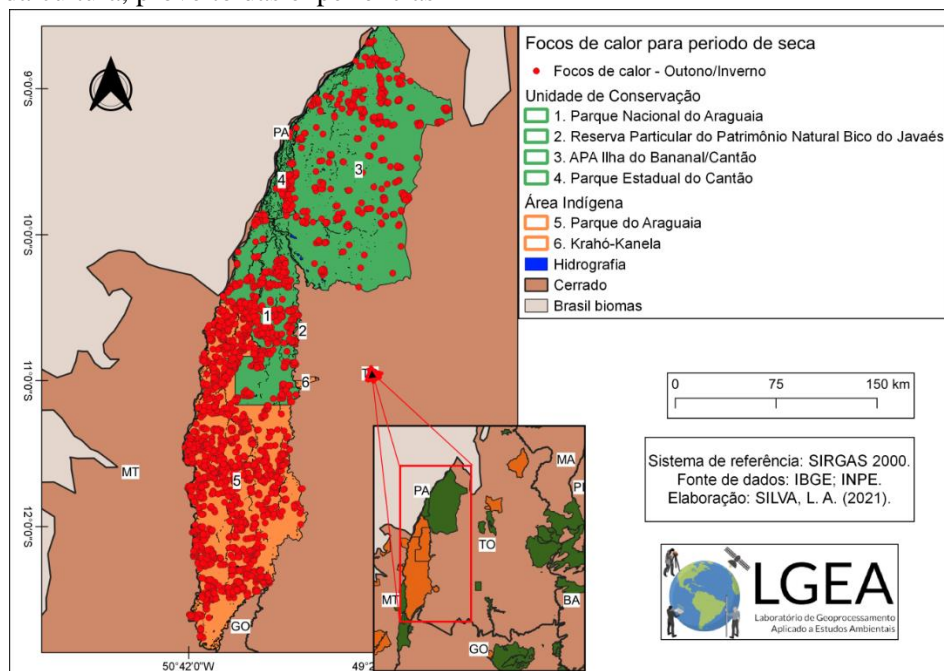 da cultura, proveito das experiências
Focos de calor para periodo de seca
Focos de calor - Outono/Inverno
Unidade de Conservação
1. Parque Nacional do Araguaia
2. Reserva Particular do Patrimônio Natural Bico do Javaés
3. APA Ilha do Bananal/Cantão
4. Parque Estadual do Cantão
Área Indígena
5. Parque do Araguaia
6. Krahó-Kanela
Hidrografia
Cerrado
Brasil biomas
9°0'0"S
10°0'0"S
11°0'0"S
12°0'0"S
50°42'0"W
PA
3
4
1
2
6
MT
5
GO
0 75 150 km
Sistema de referência: SIRGAS 2000.
Fonte de dados: IBGE; INPE.
Elaboração: SILVA, L. A. (2021).
PA
MA
TO
MT
BA
GO
LGEA
Laboratório de Geoprocessamento
Aplicado a Estudos Ambientais